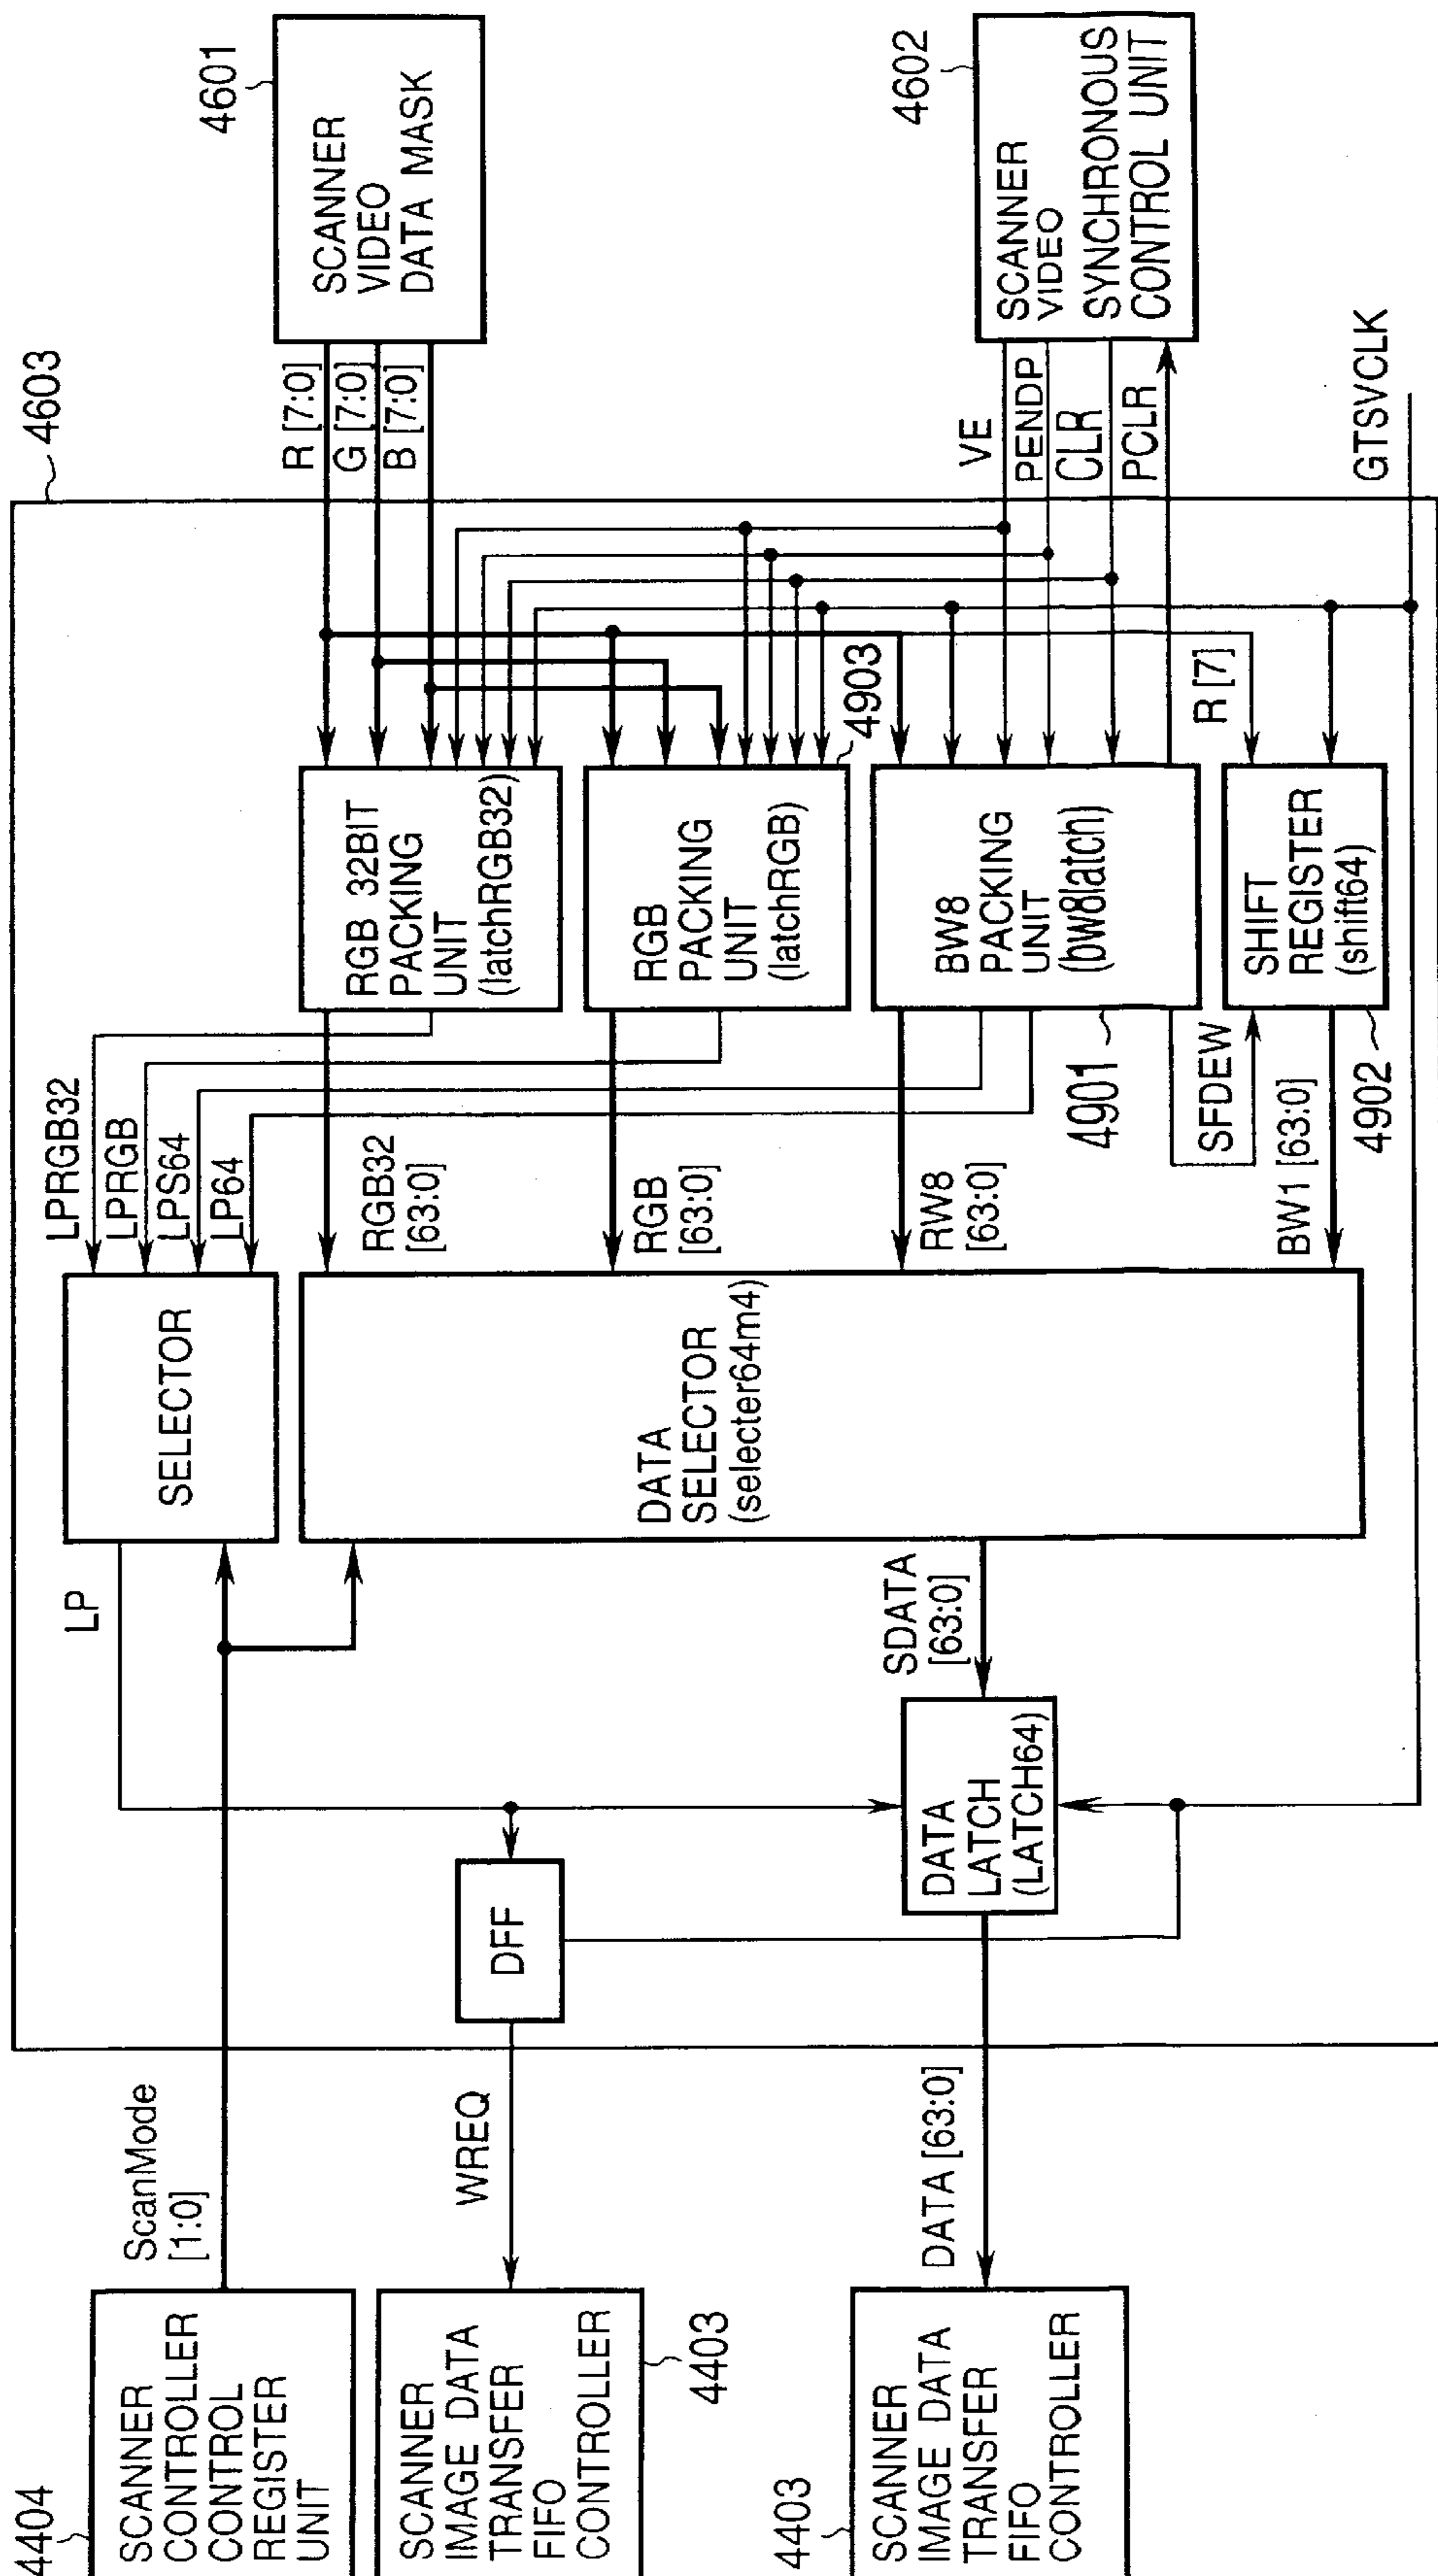 4404
SCANNER
CONTROLLER
CONTROL
REGISTER
UNIT
ScanMode
[1:0]
SCANNER
IMAGE DATA
TRANSFER
FIFO
CONTROLLER
4403
WREQ
4403
SCANNER
IMAGE DATA
TRANSFER
FIFO
CONTROLLER
DATA [63:0]
4603
LP
DFF
DATA
LATCH
(LATCH64)
SDATA
[63:0]
SELECTOR
DATA
SELECTOR
(selecter64m4)
LPRGB32
LPRGB
LPS64
LP64
RGB32
[63:0]
RGB
[63:0]
RW8
[63:0]
BW1 [63:0]
RGB 32BIT
PACKING
UNIT
(latchRGB32)
RGB
PACKING
UNIT
(latchRGB)
4903
BW8
PACKING
UNIT
(bw8latch)
4901
SFDEW
SHIFT
REGISTER
(shift64)
4902
R [7]
R [7:0]
G [7:0]
B [7:0]
4601
SCANNER
VIDEO
DATA MASK
VE
PENDP
CLR
PCLR
4602
SCANNER
VIDEO
SYNCHRONOUS
CONTROL UNIT
GTSVCLK